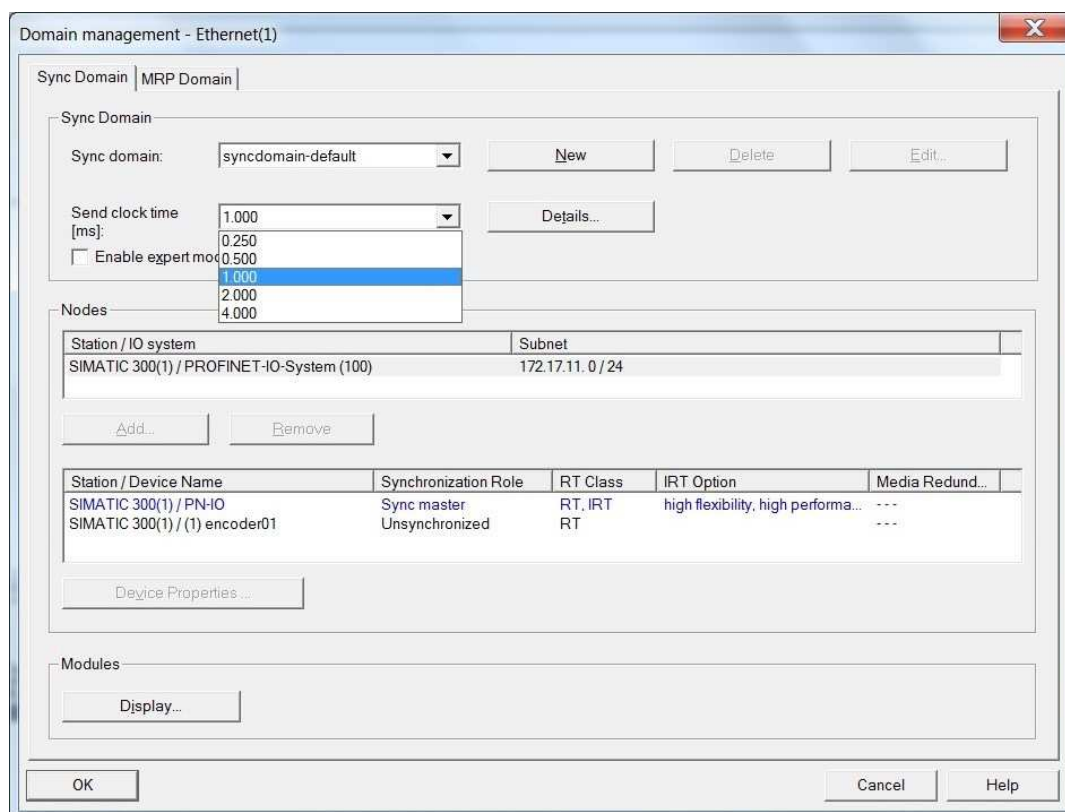 Domain management - Ethernet(1)
Sync Domain MRP Domain
Sync Domain
Sync domain: syncdomain-default New Delete Edit...
Send clock time 1.000 Details...
[ms]:
0.250
Enable expert mod 0.500
1.000
2.000
4.000
Nodes
Station / IO system Subnet
SIMATIC 300(1) / PROFINET-IO-System (100) 172.17.11. 0 / 24
Add... Remove
Station / Device Name Synchronization Role RT Class IRT Option Media Redund...
SIMATIC 300(1) / PN-IO Sync master RT, IRT high flexibility, high performa... ---
SIMATIC 300(1) / (1) encoder01 Unsynchronized RT ---
Device Properties ...
Modules
Display...
OK Cancel Help